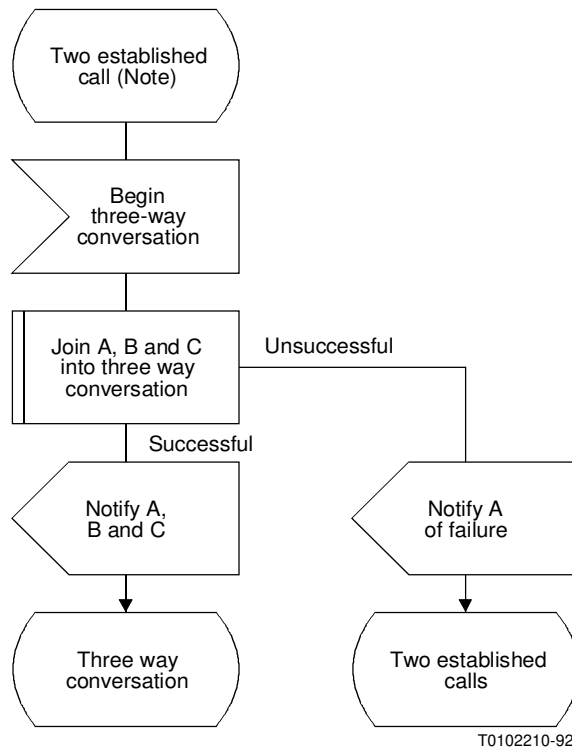 Two established
call (Note)
Begin
three-way
conversation
Join A, B and C
into three way
conversation
Unsuccessful
Successful
Notify A,
B and C
Notify A
of failure
Three way
conversation
Two established
calls
T0102210-92